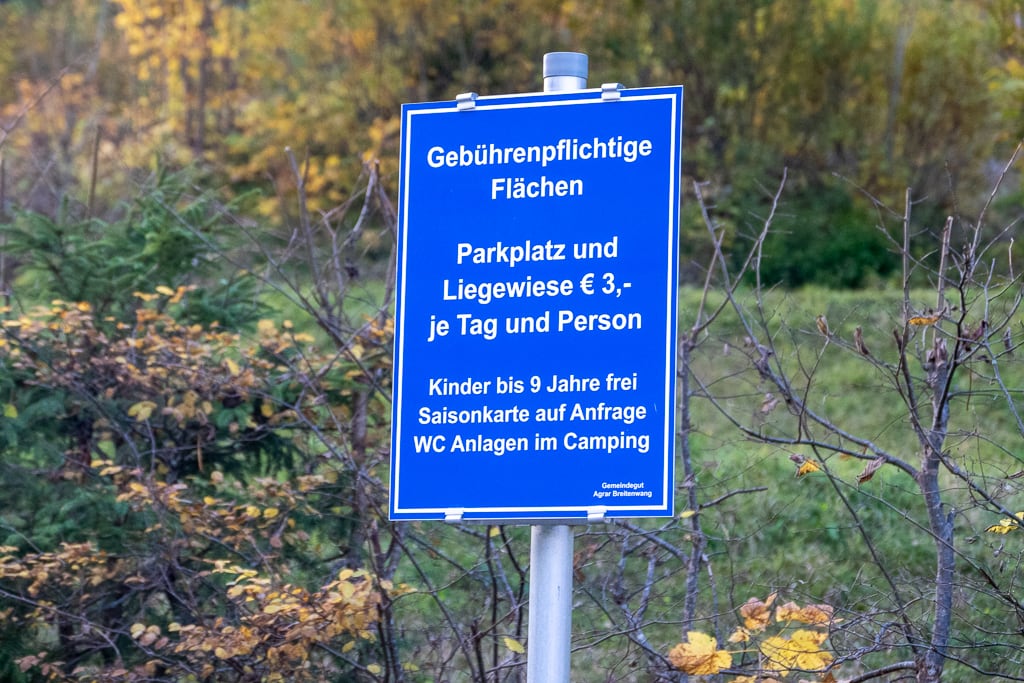 Gebührenpflichtige
Flächen
Parkplatz und
Liegewiese € 3,-
je Tag und Person
Kinder bis 9 Jahre frei
Saisonkarte auf Anfrage
WC Anlagen im Camping
Gemeindegut
Agrar Breitenwang